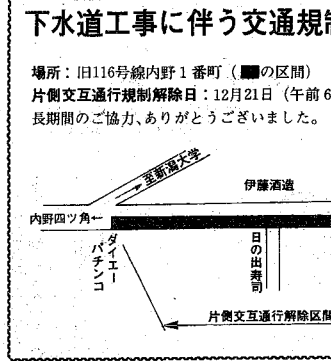 下水道工事に伴う交通規制
場所：旧116号線内野1番町（■の区間）
片側交互通行規制解除日：12月21日（午前6
長期間のご協力、ありがとうございました。
至新潟大学
伊藤酒造
内野四ツ角←
ダイエー
パチンコ
日の出寿司
片側交互通行解除区間